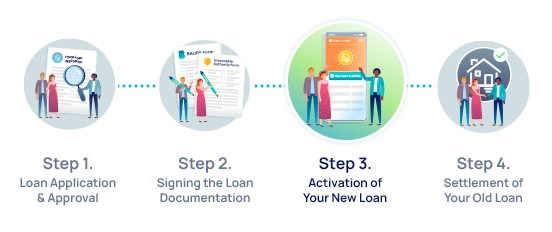 Step 1.
Loan Application
& Approval
Step 2.
Signing the Loan
Documentation
Step 3.
Activation of
Your New Loan
Step 4.
Settlement of
Your Old Loan